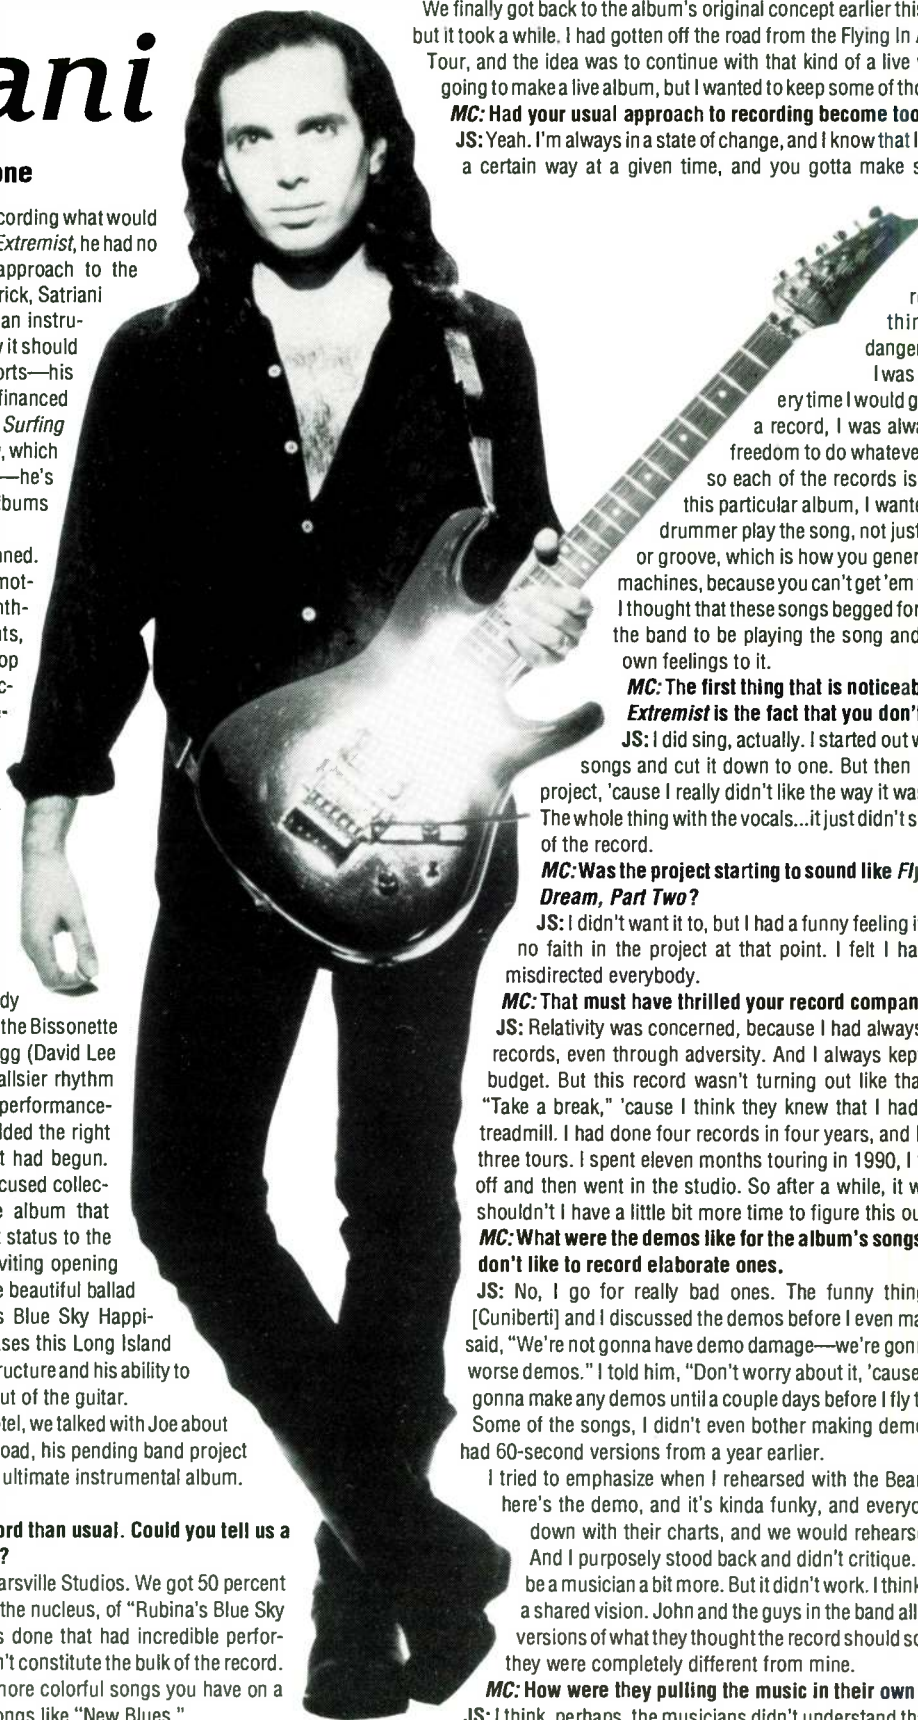 ani
one
cording what would
Extremist, he had no
approach to the
rick, Satriani
an instru-
y it should
orts—his
financed
Surfing
, which
—he's
bums
nned.
mot-
nth-
nts,
op
c-
e-
dy
the Bissonette
gg (David Lee
allsier rhythm
performance-
lded the right
t had begun.
cused collec-
e album that
t status to the
viting opening
e beautiful ballad
s Blue Sky Happi-
ses this Long Island
ructure and his ability to
ut of the guitar.
tel, we talked with Joe about
oad, his pending band project
ultimate instrumental album.
ord than usual. Could you tell us a
?
arsville Studios. We got 50 percent
the nucleus, of “Rubina's Blue Sky
s done that had incredible perfor-
n't constitute the bulk of the record.
more colorful songs you have on a
ongs like “New Blues.”
We finally got back to the album's original concept earlier this
but it took a while. I had gotten off the road from the Flying In A
Tour, and the idea was to continue with that kind of a live
going to make a live album, but I wanted to keep some of tho
MC: Had your usual approach to recording become too
JS: Yeah. I'm always in a state of change, and I know that I
a certain way at a given time, and you gotta make s
re
thin
danger
I was
ery time I would g
a record, I was alwa
freedom to do whateve
so each of the records is
this particular album, I wante
drummer play the song, not just
or groove, which is how you gener
machines, because you can't get 'em
I thought that these songs begged for
the band to be playing the song and
own feelings to it.
MC: The first thing that is noticeab
Extremist is the fact that you don't
JS: I did sing, actually. I started out w
songs and cut it down to one. But then
project, 'cause I really didn't like the way it was
The whole thing with the vocals...it just didn't s
of the record.
MC: Was the project starting to sound like Fly
Dream, Part Two?
JS: I didn't want it to, but I had a funny feeling i
no faith in the project at that point. I felt I ha
misdirected everybody.
MC: That must have thrilled your record compan
JS: Relativity was concerned, because I had always
records, even through adversity. And I always kep
budget. But this record wasn't turning out like tha
“Take a break,” 'cause I think they knew that I had
treadmill. I had done four records in four years, and I
three tours. I spent eleven months touring in 1990, I
off and then went in the studio. So after a while, it w
shouldn't I have a little bit more time to figure this ou
MC: What were the demos like for the album's songs
don't like to record elaborate ones.
JS: No, I go for really bad ones. The funny thing
[Cuniberti] and I discussed the demos before I even ma
said, “We're not gonna have demo damage—we're gon
worse demos.” I told him, “Don't worry about it, 'cause
gonna make any demos until a couple days before I fly t
Some of the songs, I didn't even bother making dem
had 60-second versions from a year earlier.
I tried to emphasize when I rehearsed with the Bear
here's the demo, and it's kinda funky, and everyo
down with their charts, and we would rehears
And I purposely stood back and didn't critique.
be a musician a bit more. But it didn't work. I think
a shared vision. John and the guys in the band all
versions of what they thought the record should so
they were completely different from mine.
MC: How were they pulling the music in their own
JS: I think, perhaps, the musicians didn't understand th